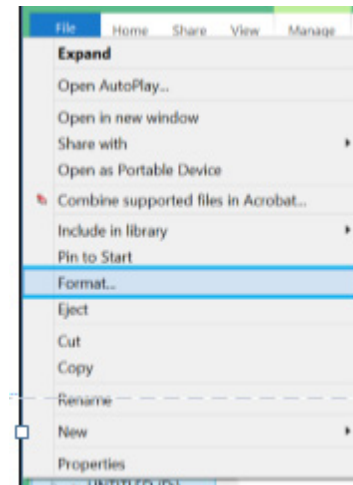 File Home Share View Manage
Expand
Open AutoPlay...
Open in new window
Share with
Open as Portable Device
Combine supported files in Acrobat...
Include in library
Pin to Start
Format...
Eject
Cut
Copy
Rename
New
Properties